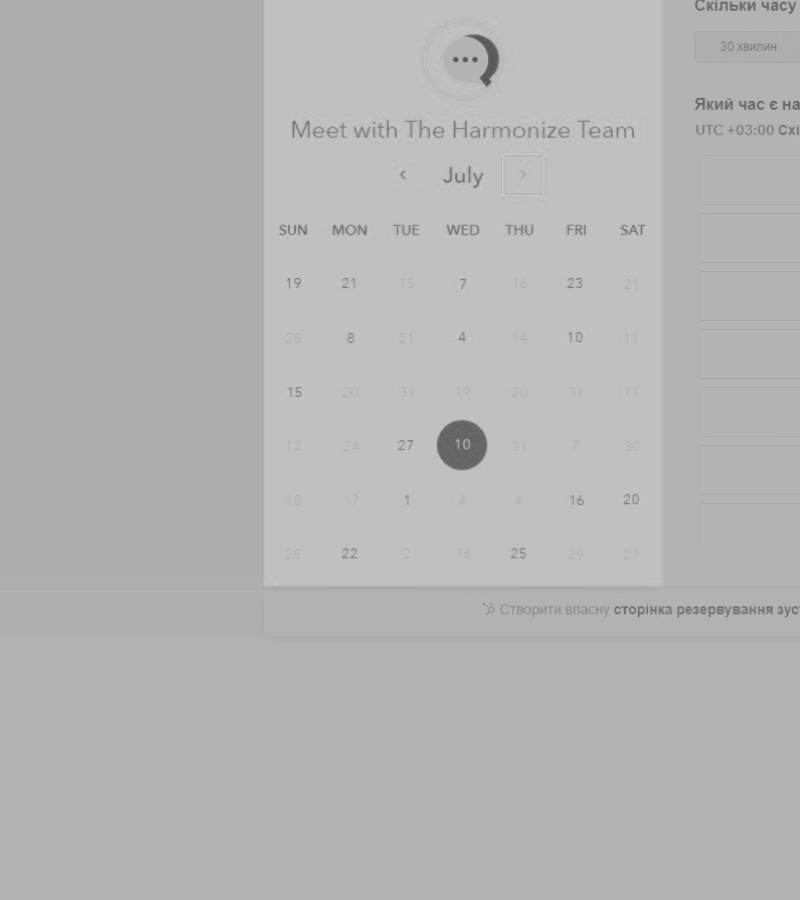 Скільки часу
30 хвилин
Який час є на
UTC +03:00 Схі
Meet with The Harmonize Team
July
SUN MON TUE WED THU FRI SAT
19 21 15 7 16 23 21
28 8 21 4 14 10 11
15 20 31 19 20 31 11
12 24 27 10 31 7 30
18 17 1 4 4 16 20
28 22 2 16 25 29 27
Створити власну сторінка резервування зус